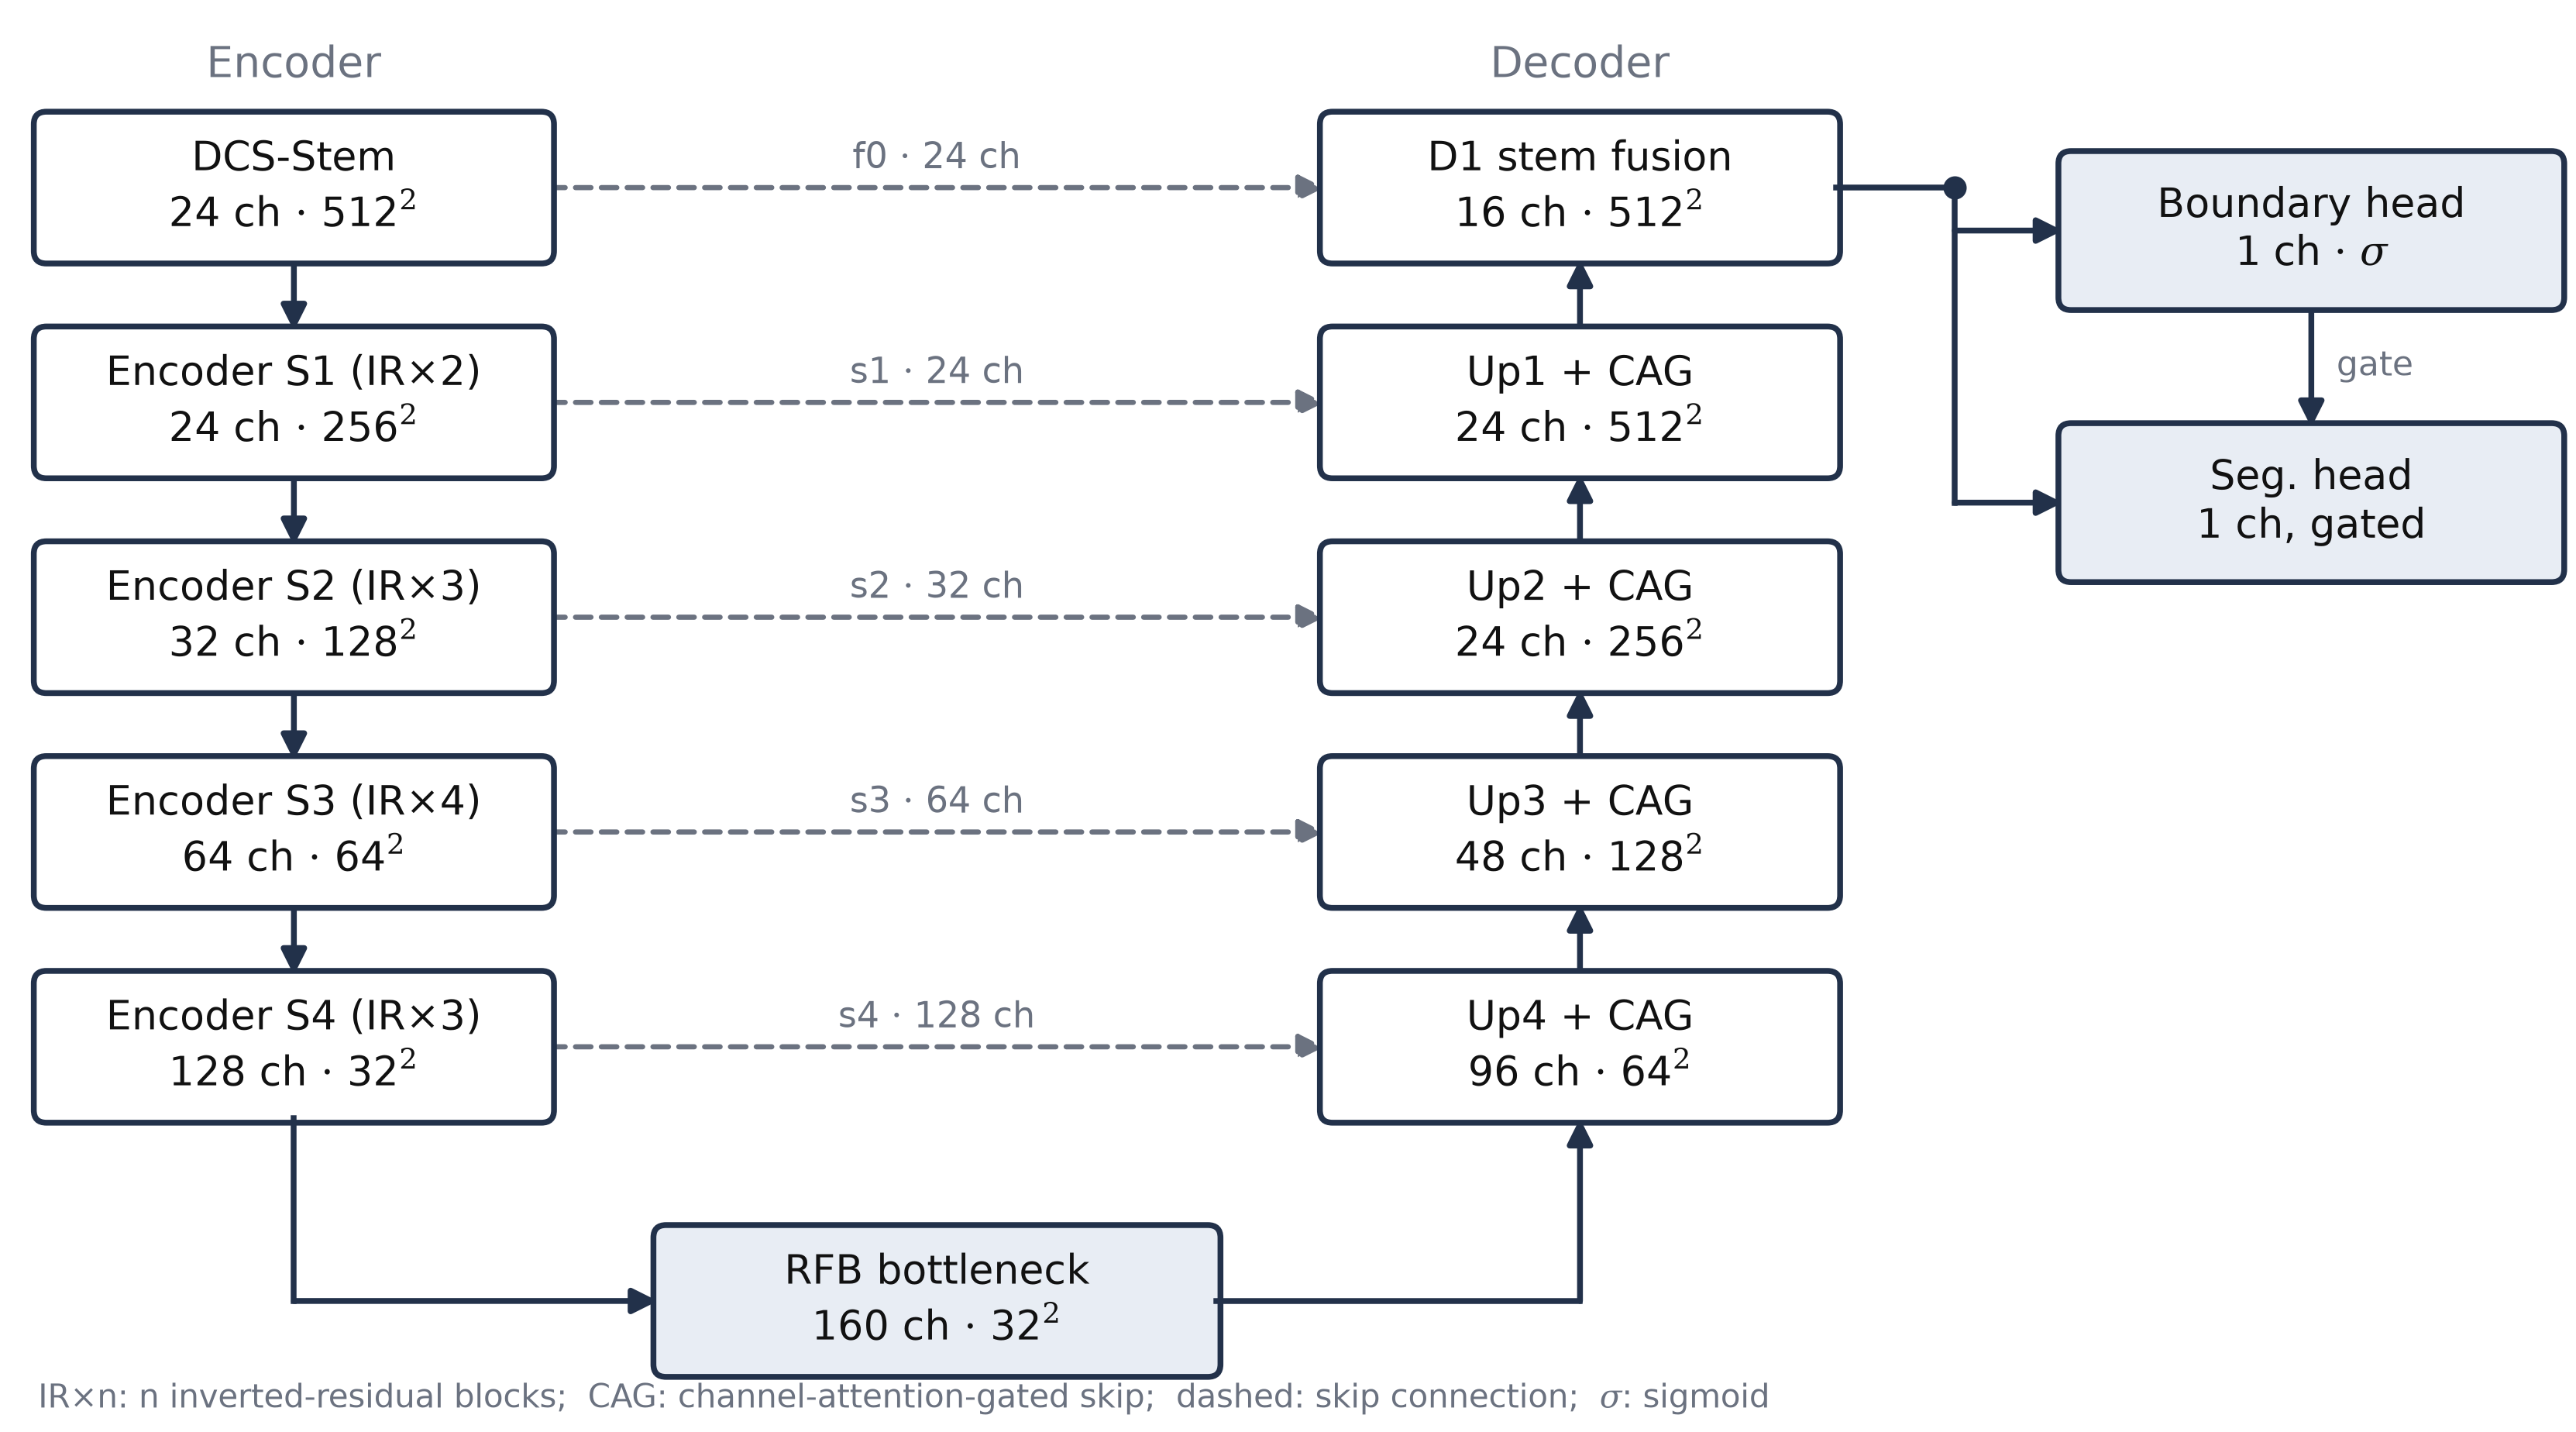 Encoder
Decoder
DCS-Stem
24 ch · 512²
f0 · 24 ch
D1 stem fusion
16 ch · 512²
Boundary head
1 ch · σ
Encoder S1 (IR×2)
24 ch · 256²
s1 · 24 ch
Up1 + CAG
24 ch · 512²
gate
Seg. head
1 ch, gated
Encoder S2 (IR×3)
32 ch · 128²
s2 · 32 ch
Up2 + CAG
24 ch · 256²
Encoder S3 (IR×4)
64 ch · 64²
s3 · 64 ch
Up3 + CAG
48 ch · 128²
Encoder S4 (IR×3)
128 ch · 32²
s4 · 128 ch
Up4 + CAG
96 ch · 64²
RFB bottleneck
160 ch · 32²
IR×n: n inverted-residual blocks; CAG: channel-attention-gated skip; dashed: skip connection; σ: sigmoid